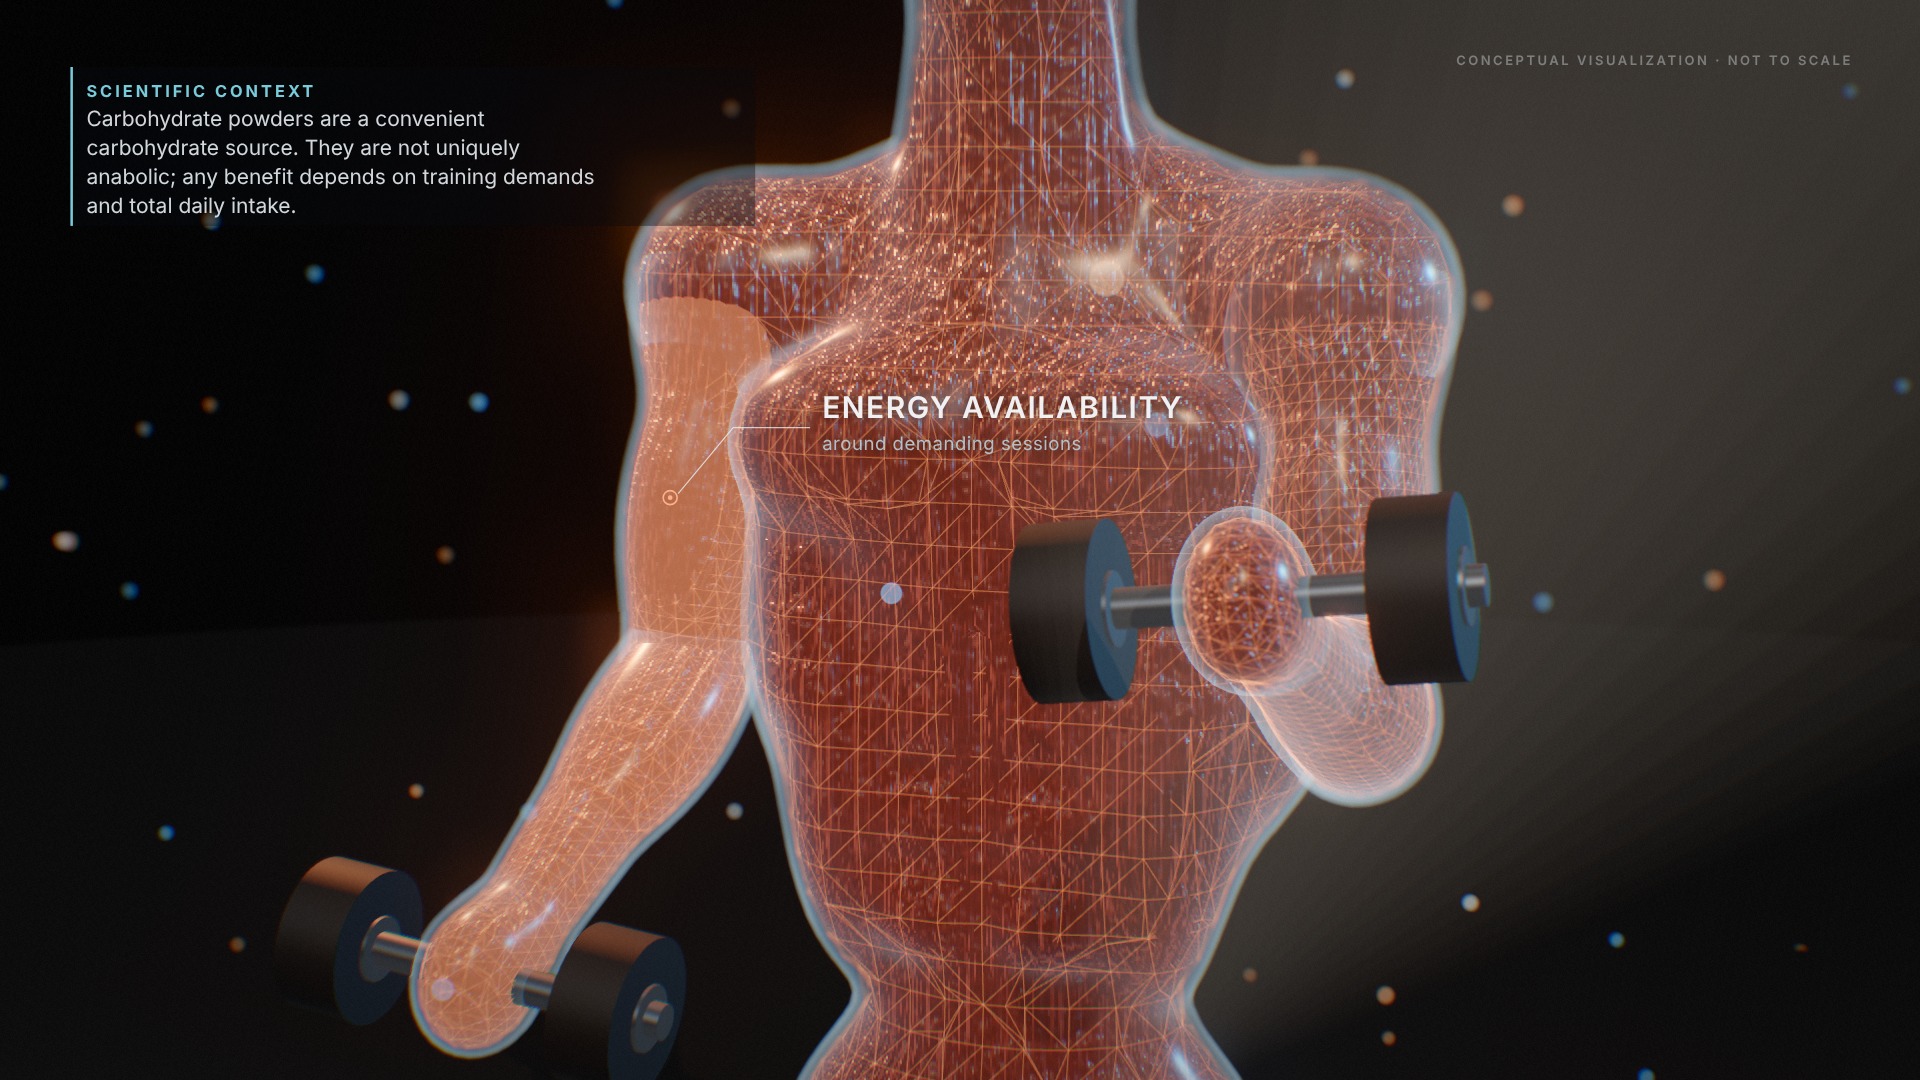 CONCEPTUAL VISUALIZATION · NOT TO SCALE
SCIENTIFIC CONTEXT
Carbohydrate powders are a convenient
carbohydrate source. They are not uniquely
anabolic; any benefit depends on training demands
and total daily intake.
ENERGY AVAILABILITY
around demanding sessions